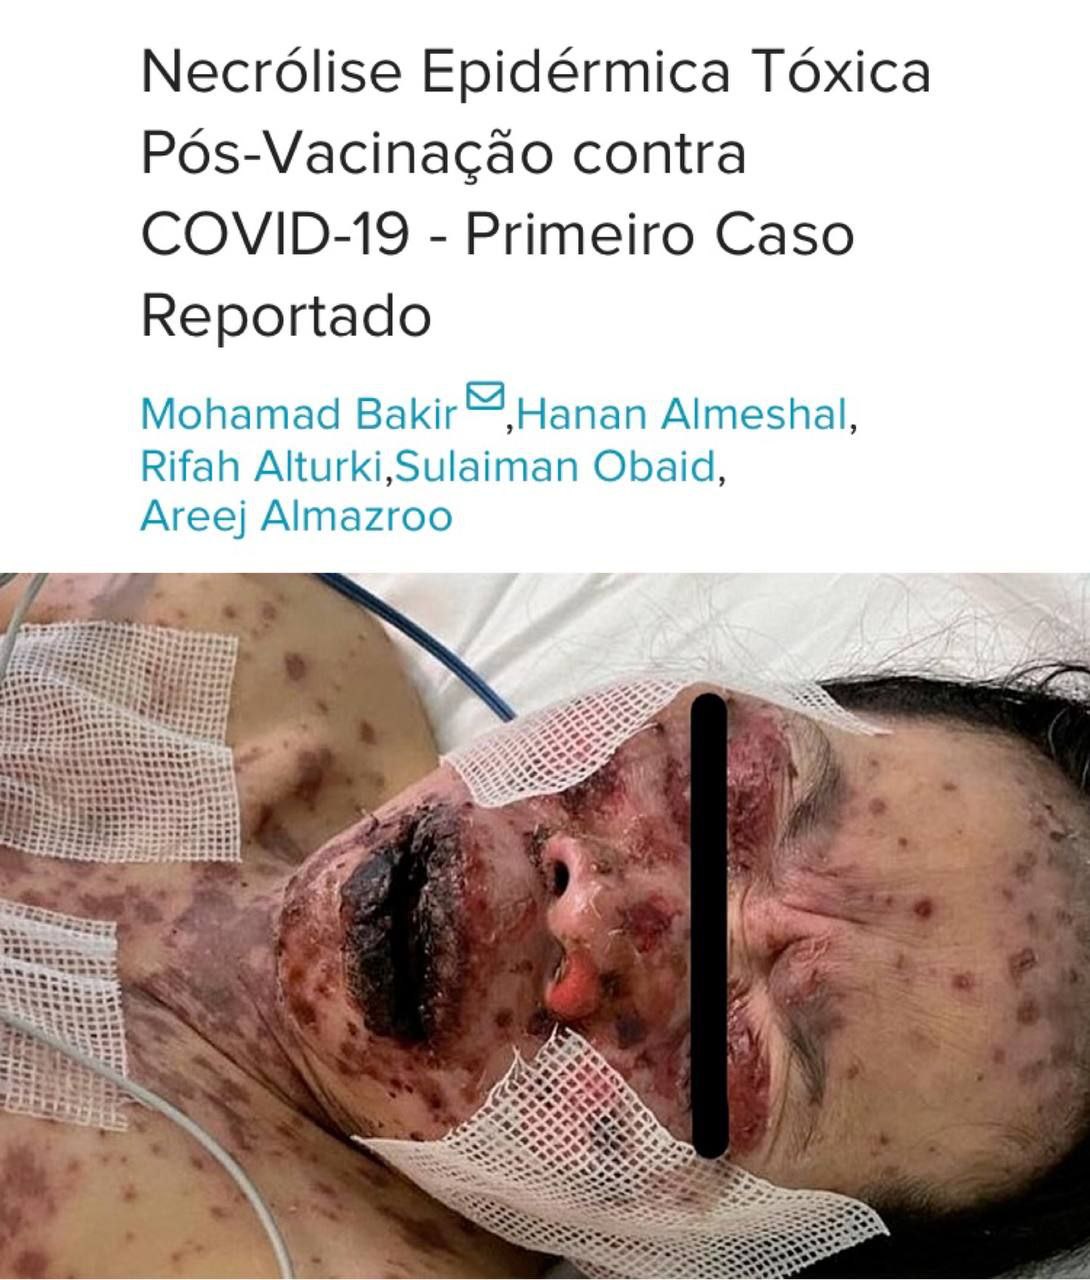 Necrólise Epidérmica Tóxica
Pós-Vacinação contra
COVID-19 - Primeiro Caso
Reportado
Mohamad Bakir ,Hanan Almeshal,
Rifah Alturki,Sulaiman Obaid,
Areej Almazroo